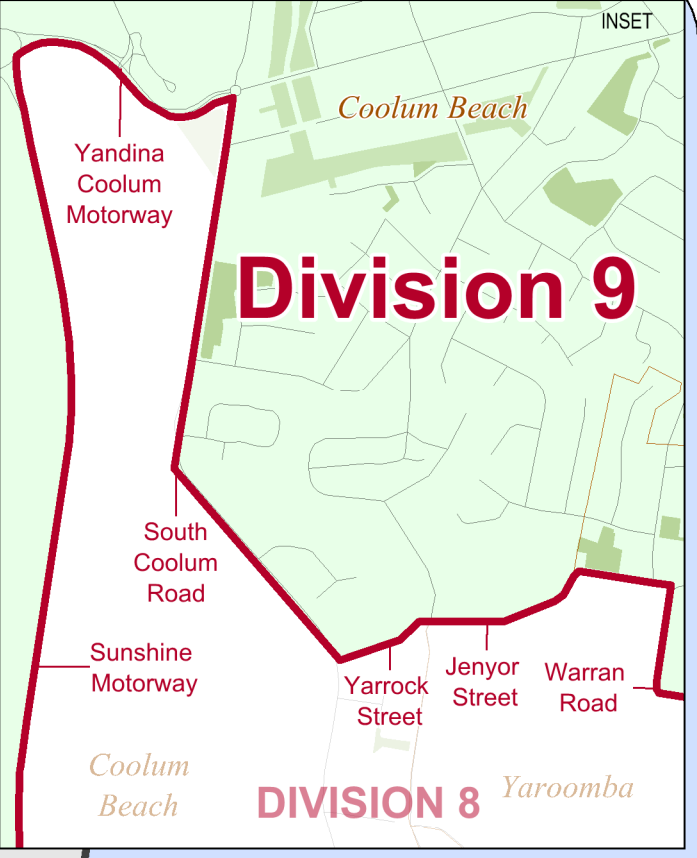 INSET
Coolum Beach
Yandina
Coolum
Motorway
Division 9
South
Coolum
Road
Sunshine
Motorway
Yarrock
Street
Jenyor
Street
Warran
Road
Coolum
Beach
DIVISION 8
Yaroomba